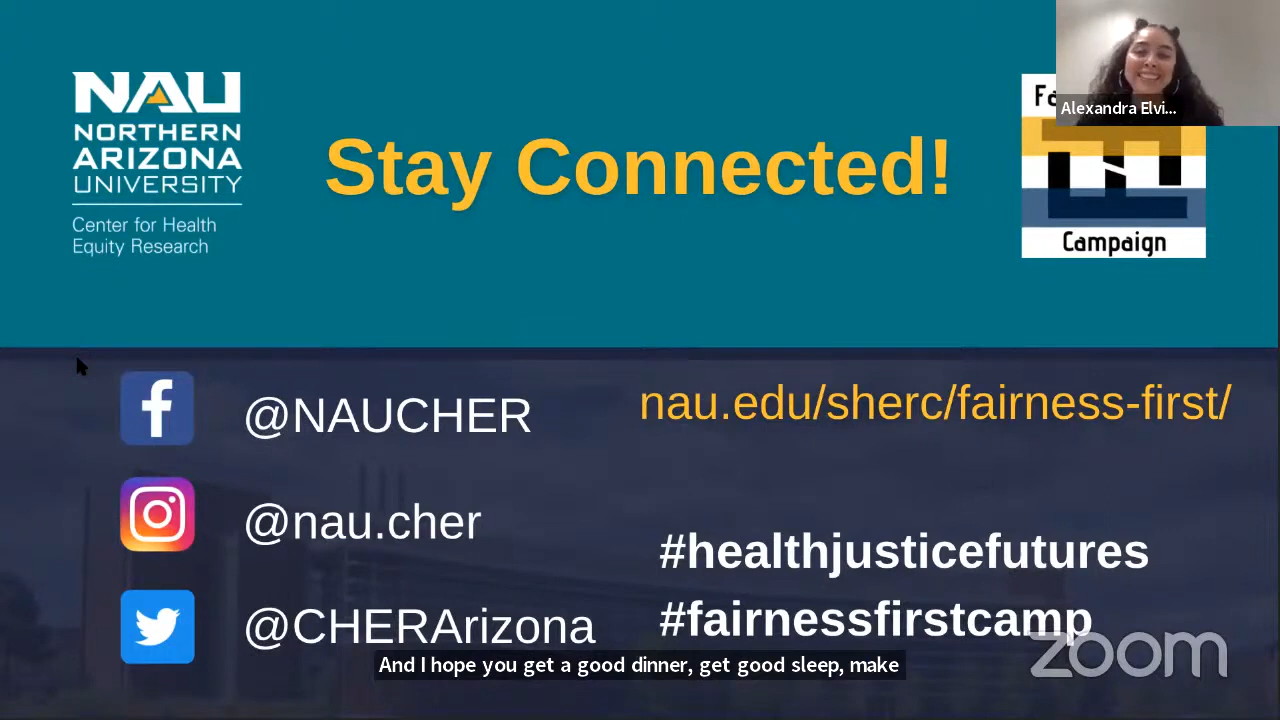 NAU
NORTHERN
ARIZONA
UNIVERSITY
Center for Health
Equity Research
Stay Connected!
Alexandra Elvi...
Campaign
@NAUCHER
@nau.cher
@CHERArizona
nau.edu/sherc/fairness-first/
#healthjusticefutures
#fairnessfirstcamp
zoom
And I hope you get a good dinner, get good sleep, make